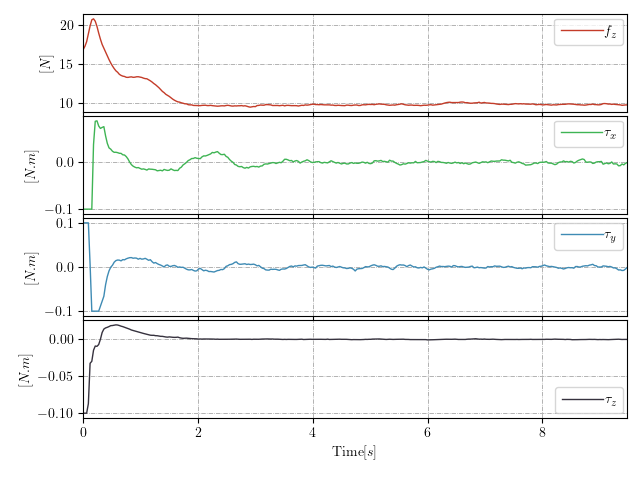 20
10
[N]
f_z
0.0
−0.1
[N.m]
τ_x
0.1
0.0
−0.1
[N.m]
τ_y
0.00
−0.05
−0.10
[N.m]
τ_z
0 2 4 6 8
Time[s]